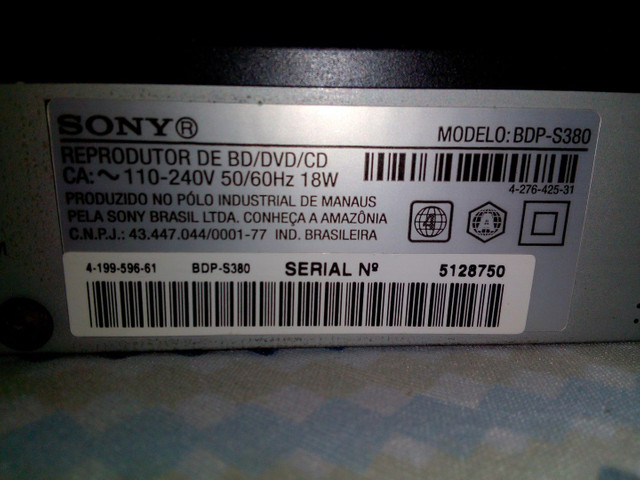 SONY®
MODELO: BDP-S380
REPRODUTOR DE BD/DVD/CD
CA: ~ 110-240V 50/60Hz 18W
4-276-425-31
PRODUZIDO NO PÓLO INDUSTRIAL DE MANAUS
PELA SONY BRASIL LTDA. CONHEÇA A AMAZÔNIA
C.N.P.J.: 43.447.044/0001-77 IND. BRASILEIRA
4-199-596-61 BDP-S380 SERIAL Nº 5128750